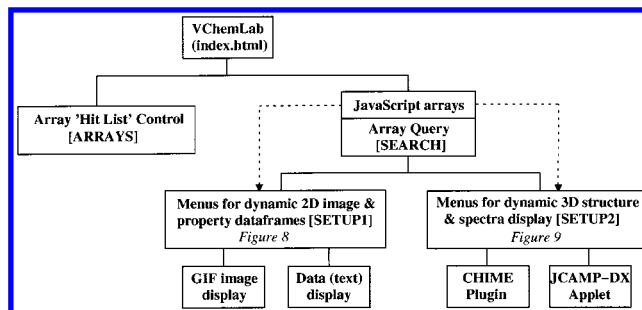 VChemLab
(index.html)
Array 'Hit List' Control
[ARRAYS]
JavaScript arrays
Array Query
[SEARCH]
Menus for dynamic 2D image &
property dataframes [SETUP1]
Figure 8
Menus for dynamic 3D structure
& spectra display [SETUP2]
Figure 9
GIF image
display
Data (text)
display
CHIME
Plugin
JCAMP-DX
Applet